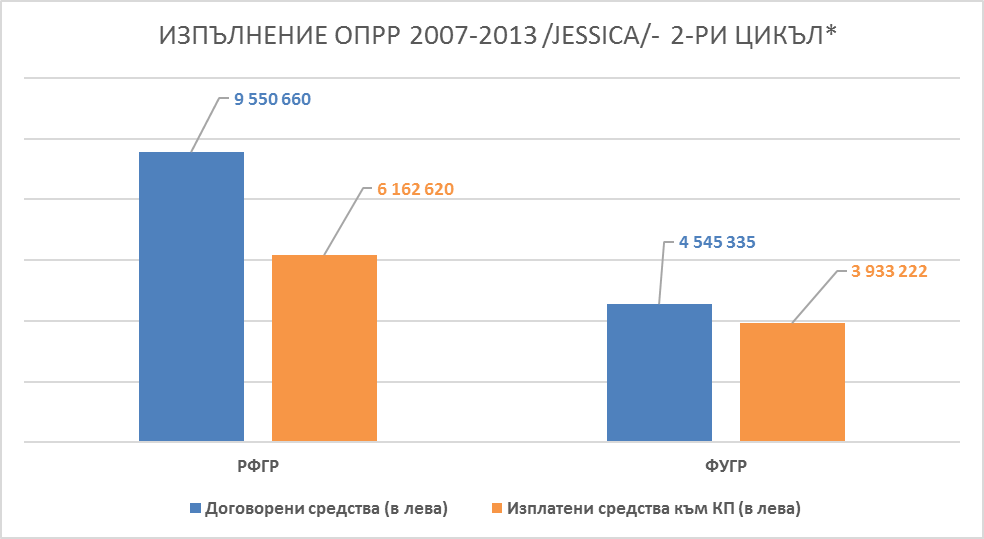 ИЗПЪЛНЕНИЕ ОПРР 2007-2013 /JESSICA/- 2-РИ ЦИКЪЛ*
9 550 660
6 162 620
4 545 335
3 933 222
РФГР
ФУГР
Договорени средства (в лева)
Изплатени средства към КП (в лева)